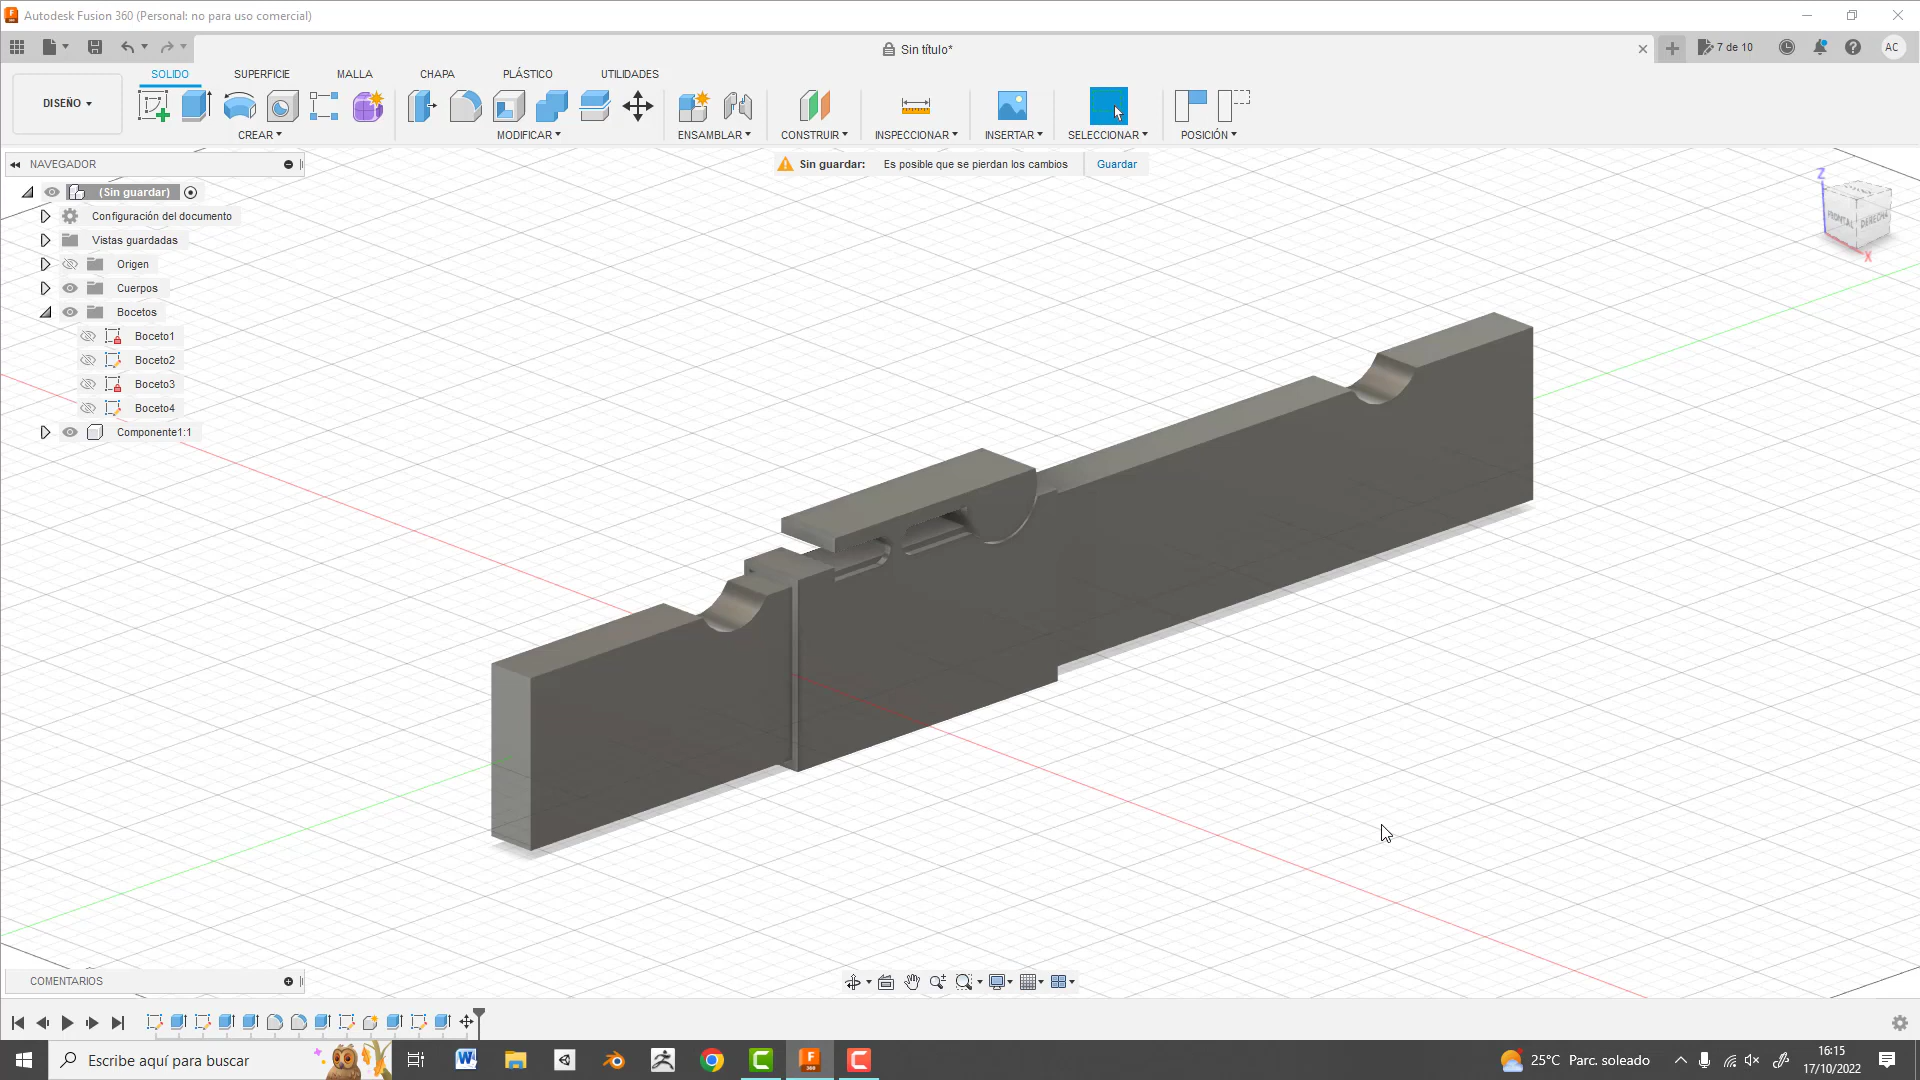 Autodesk Fusion 360 (Personal: no para uso comercial)
Sin título*
7 de 10
AC
DISEÑO
SOLIDO
SUPERFICIE
MALLA
CHAPA
PLÁSTICO
UTILIDADES
CREAR
MODIFICAR
ENSAMBLAR
CONSTRUIR
INSPECCIONAR
INSERTAR
SELECCIONAR
POSICIÓN
NAVEGADOR
Sin guardar:
Es posible que se pierdan los cambios
Guardar
(Sin guardar)
Configuración del documento
Vistas guardadas
Origen
Cuerpos
Bocetos
Boceto1
Boceto2
Boceto3
Boceto4
Componente1:1
Z
FRONTAL
DERECHA
X
COMENTARIOS
Escribe aquí para buscar
25°C Parc. soleado
16:15
17/10/2022